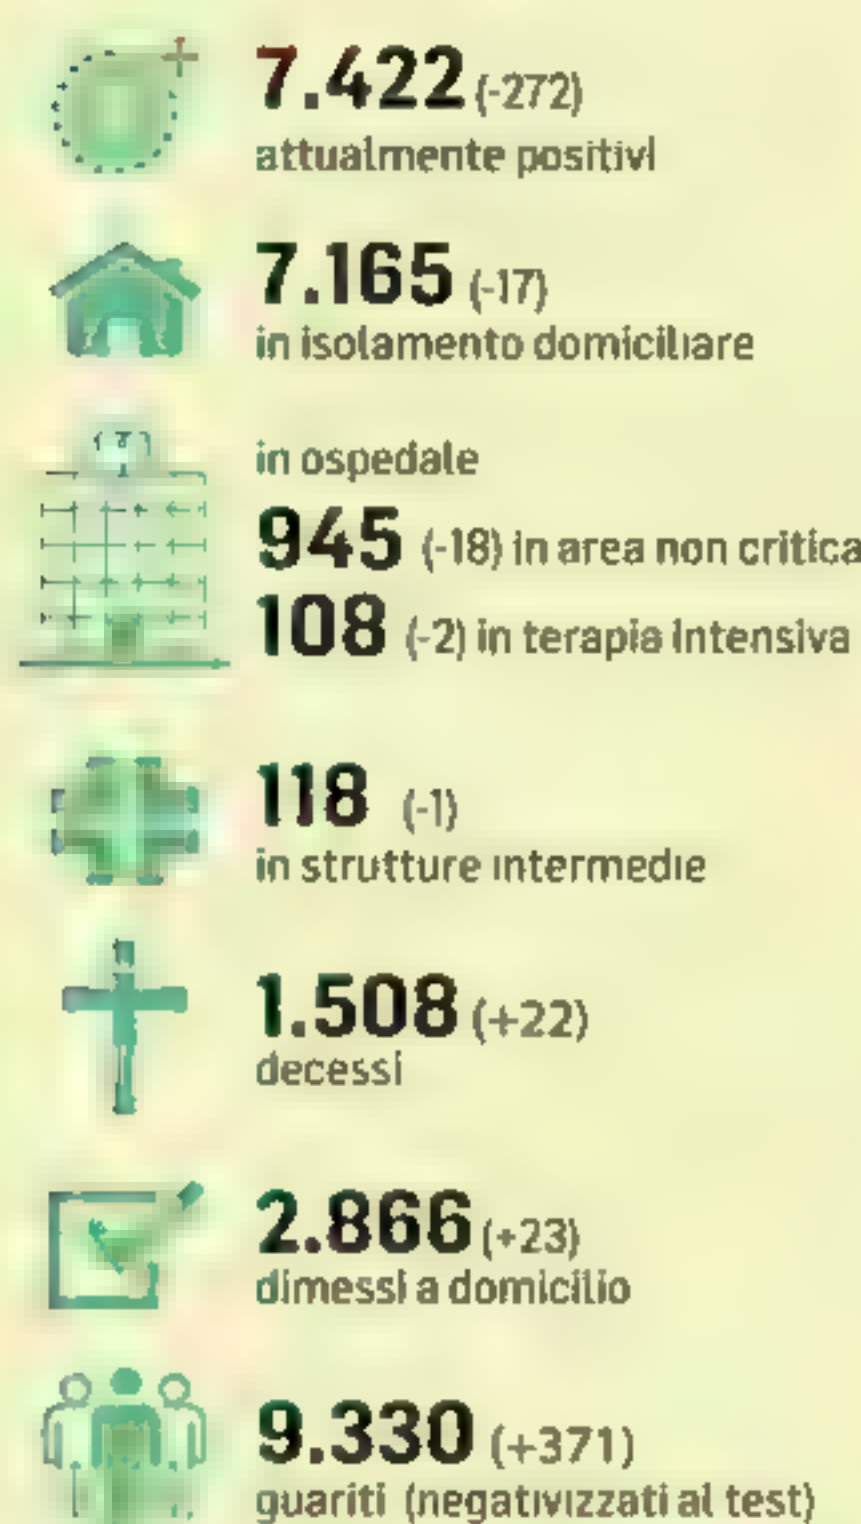 7.422 (-272)
attualmente positivi
7.165 (-17)
in isolamento domiciliare
in ospedale
945 (-18) in area non critica
108 (-2) in terapia intensiva
118 (-1)
in strutture intermedie
1.508 (+22)
decessi
2.866 (+23)
dimessi a domicilio
9.330 (+371)
guariti (negativizzati al test)